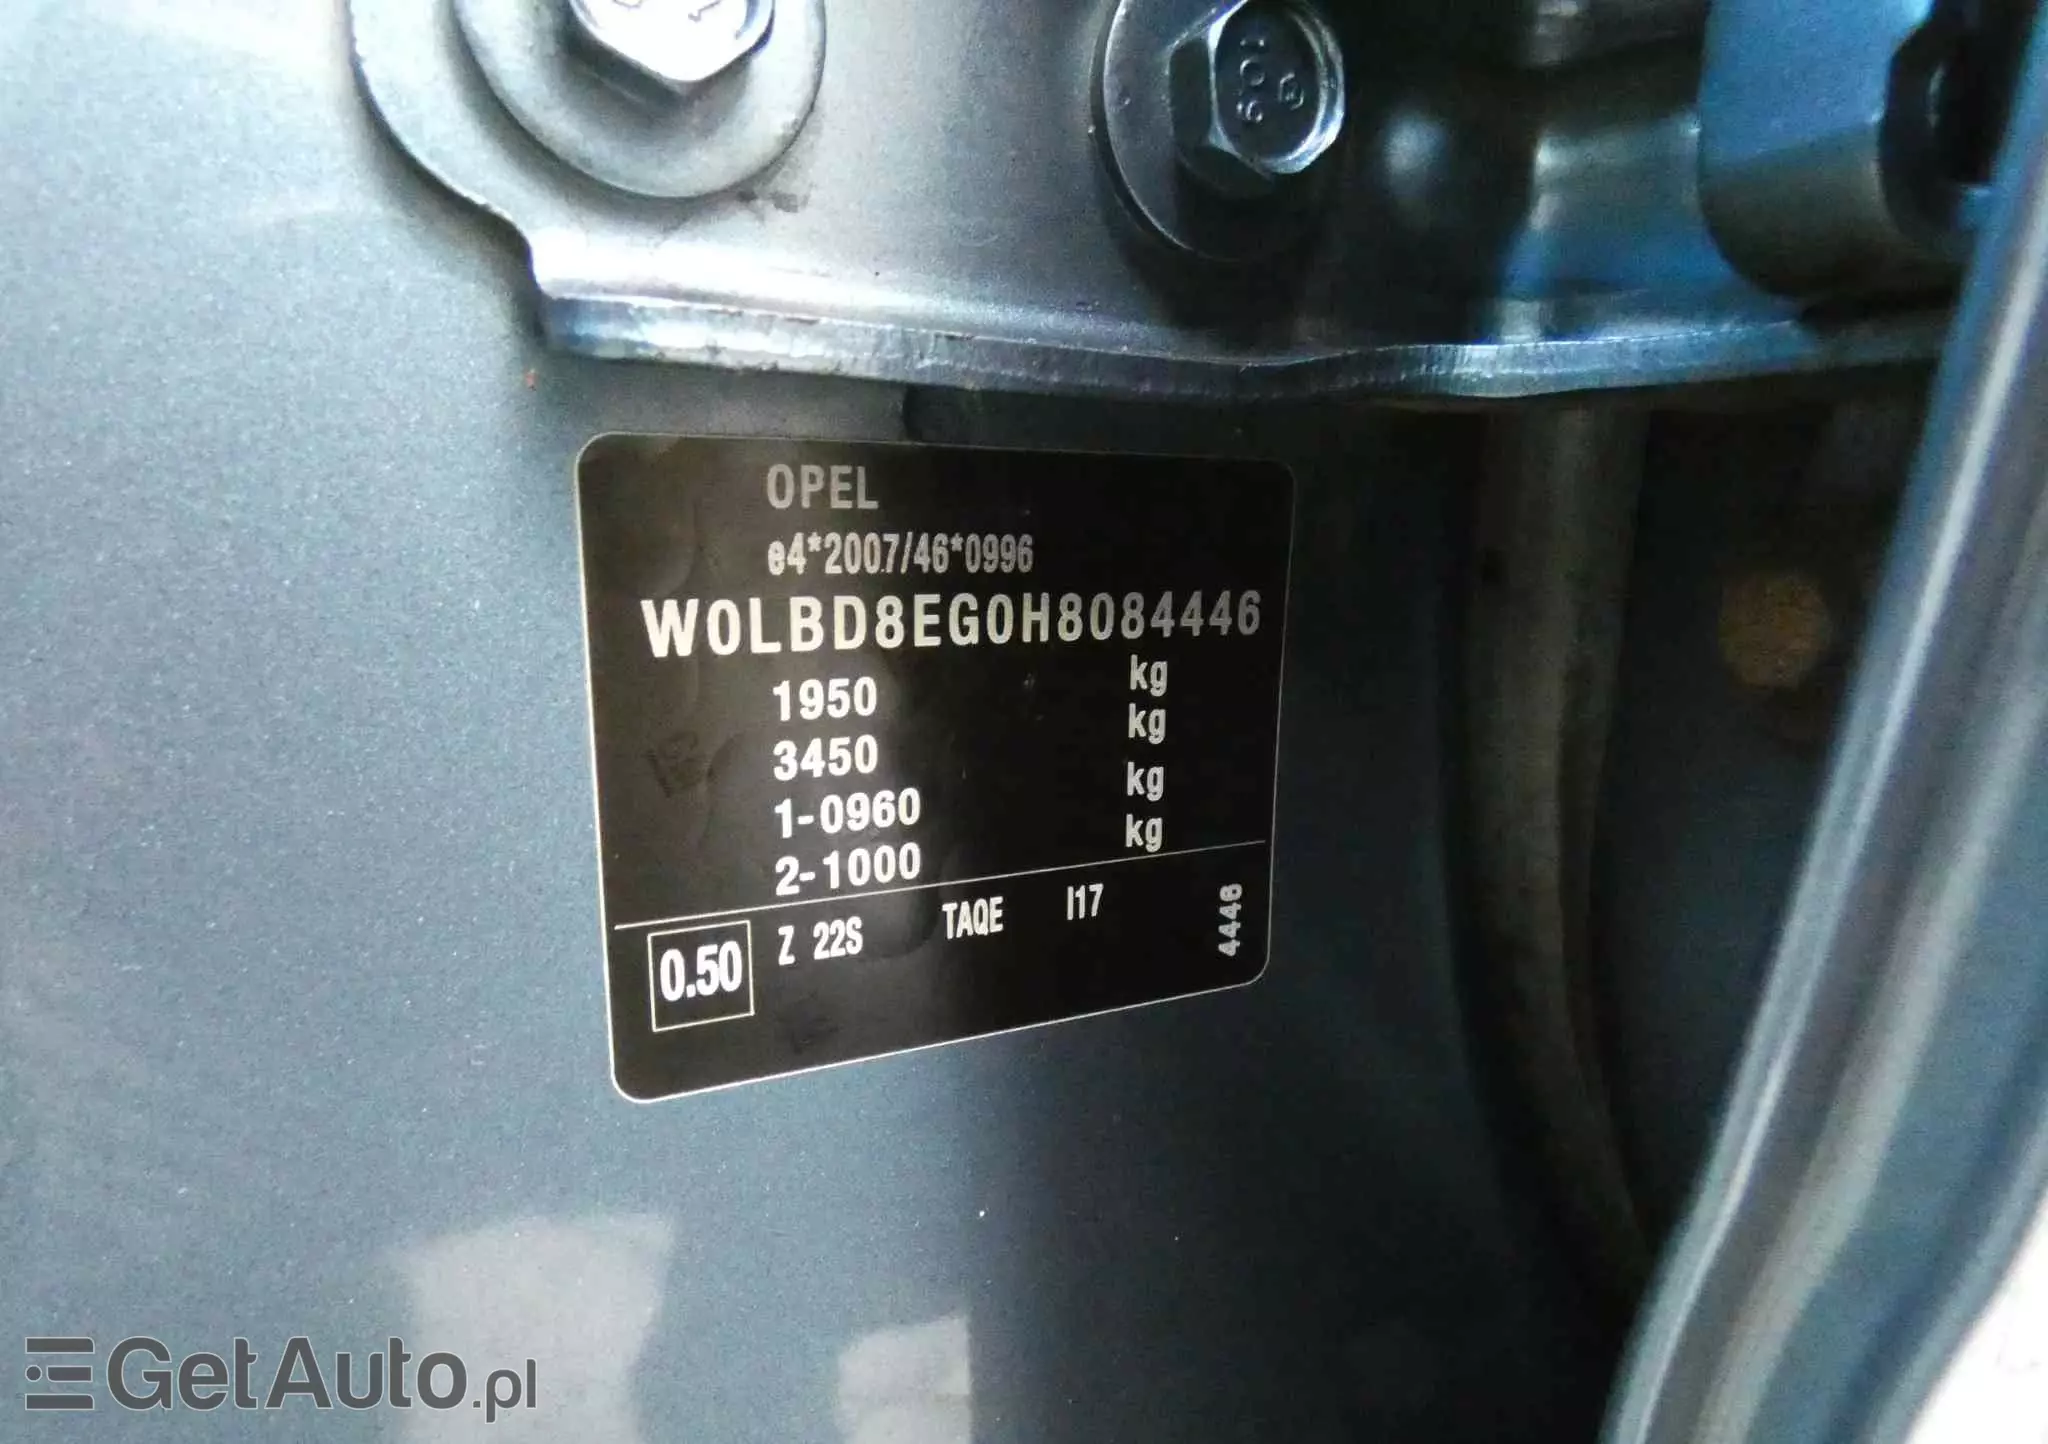 G
109
OPEL
e4*2007/46*0996
W0LBD8EG0H8084446
1950 kg
3450 kg
1-0960 kg
2-1000 kg
0.50 Z 22S TAQE I17 4446
GetAuto.pl